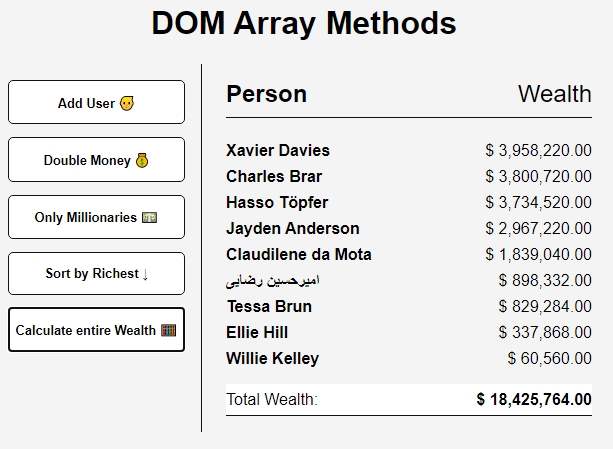 DOM Array Methods
Add User 👨‍🦲
Double Money 💰
Only Millionaries 💵
Sort by Richest ↓
Calculate entire Wealth 🧮
Person Wealth
Xavier Davies $ 3,958,220.00
Charles Brar $ 3,800,720.00
Hasso Töpfer $ 3,734,520.00
Jayden Anderson $ 2,967,220.00
Claudilene da Mota $ 1,839,040.00
امیرحسین رضایی $ 898,332.00
Tessa Brun $ 829,284.00
Ellie Hill $ 337,868.00
Willie Kelley $ 60,560.00
Total Wealth: $ 18,425,764.00